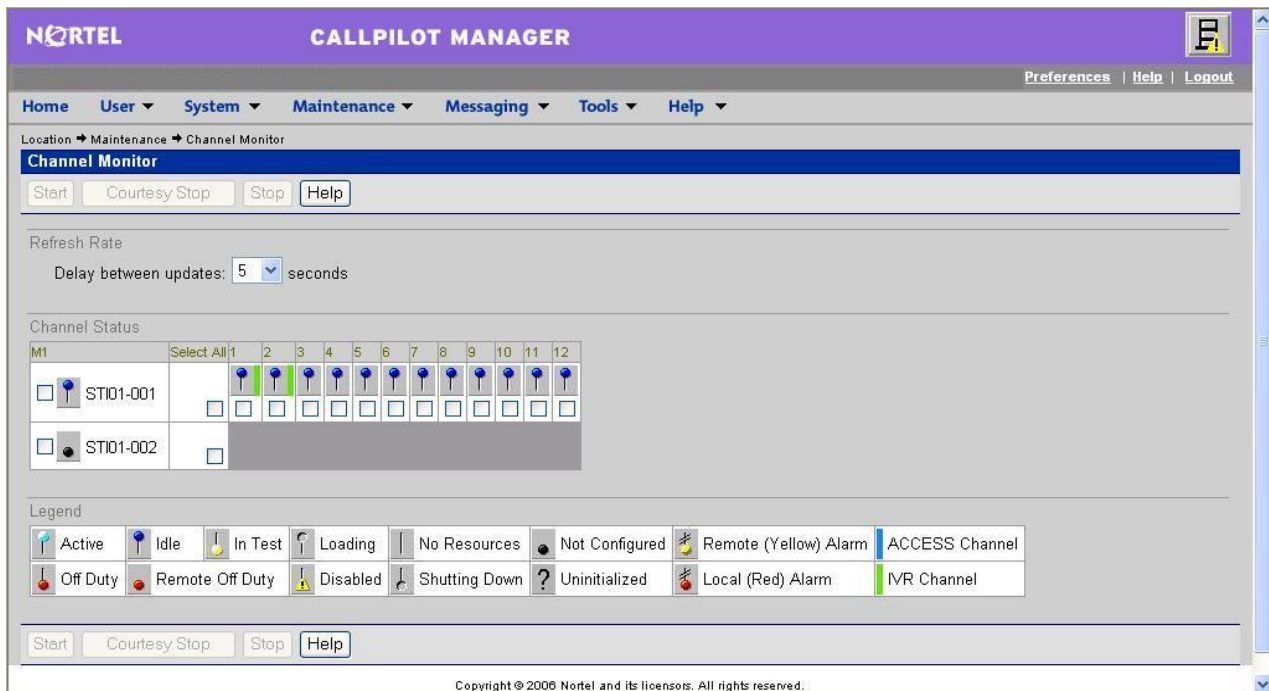 NORTEL CALLPILOT MANAGER
Preferences | Help | Logout
Home User System Maintenance Messaging Tools Help
Location Maintenance Channel Monitor
Channel Monitor
Start Courtesy Stop Stop Help
Refresh Rate
Delay between updates: 5 seconds
Channel Status
M1 Select All 1 2 3 4 5 6 7 8 9 10 11 12
STI01-001
STI01-002
Legend
Active Idle In Test Loading No Resources Not Configured Remote (Yellow) Alarm ACCESS Channel
Off Duty Remote Off Duty Disabled Shutting Down ? Uninitialized Local (Red) Alarm IVR Channel
Start Courtesy Stop Stop Help
Copyright © 2006 Nortel and its licensors. All rights reserved.